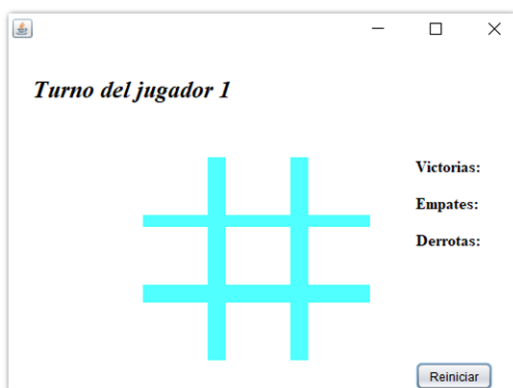 Turno del jugador 1
Victorias:
Empates:
Derrotas:
Reiniciar